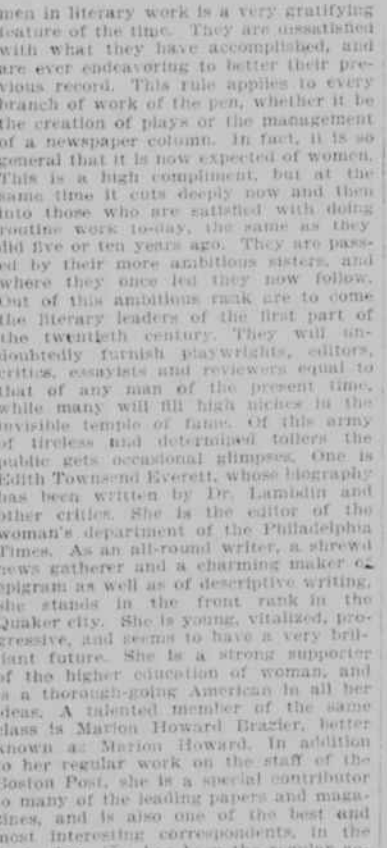 men in literary work is a very gratifying
feature of the time. They are dissatisfied
with what they have accomplished, and
are ever endeavoring to better their pre-
vious record. This rule applies to every
branch of work of the pen, whether it be
the creation of plays or the management
of a newspaper column. In fact, it is so
general that it is now expected of women.
This is a high compliment, but at the
same time it cuts deeply now and then
into those who are satisfied with doing
routine work to-day, the same as they
did five or ten years ago. They are pass-
ed by their more ambitious sisters, and
where they once led they now follow.
Out of this ambitious rank are to come
the literary leaders of the first part of
the twentieth century. They will un-
doubtedly furnish playwrights, editors,
critics, essayists and reviewers equal to
that of any man of the present time,
while many will fill high niches in the
invisible temple of fame. Of this army
of tireless and determined toilers the
public gets occasional glimpses. One is
Edith Townsend Everett, whose biography
has been written by Dr. Lambdin and
other critics. She is the editor of the
woman's department of the Philadelphia
Times. As an all-round writer, a shrewd
news gatherer and a charming maker of
epigram as well as of descriptive writing,
she stands in the front rank in the
Quaker city. She is young, vitalized, pro-
gressive, and seems to have a very bril-
liant future. She is a strong supporter
of the higher education of woman, and
is a thorough-going American in all her
ideas. A talented member of the same
class is Marion Howard Brazier, better
known as Marion Howard. In addition
to her regular work on the staff of the
Boston Post, she is a special contributor
to many of the leading papers and maga-
zines, and is also one of the best and
most interesting correspondents, in the